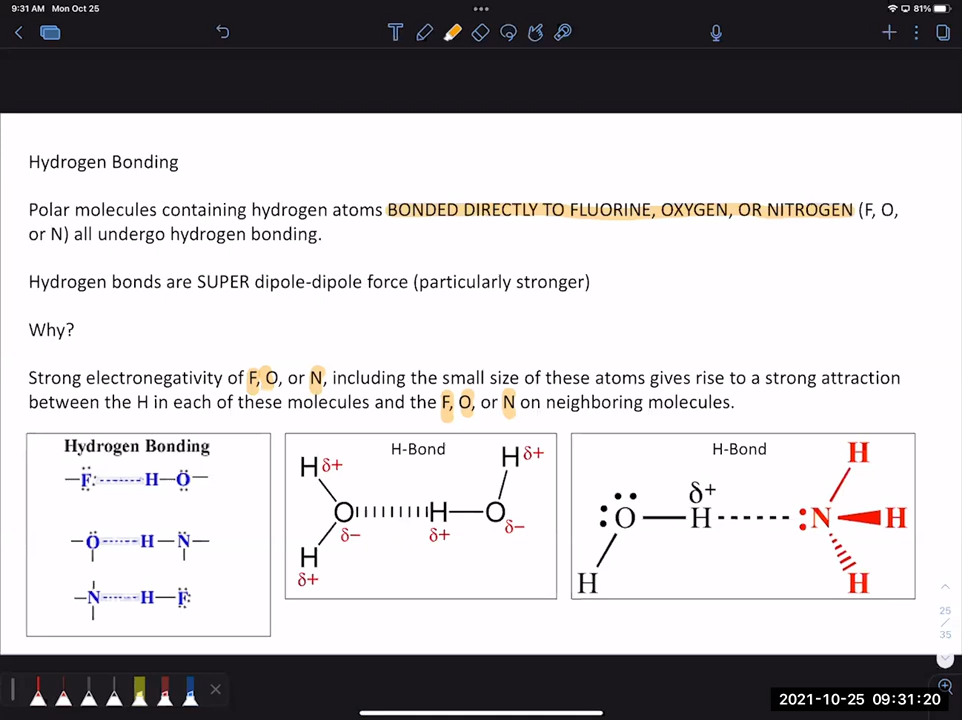 9:31 AM Mon Oct 25
81%
Hydrogen Bonding
Polar molecules containing hydrogen atoms BONDED DIRECTLY TO FLUORINE, OXYGEN, OR NITROGEN (F, O,
or N) all undergo hydrogen bonding.
Hydrogen bonds are SUPER dipole-dipole force (particularly stronger)
Why?
Strong electronegativity of F, O, or N, including the small size of these atoms gives rise to a strong attraction
between the H in each of these molecules and the F, O, or N on neighboring molecules.
Hydrogen Bonding
F H O
O H N
N H F
H-Bond
H δ+ H δ+
O H O
δ− δ+ δ−
H
δ+
H-Bond
H
δ+
O H N H
H H
25
/
35
2021-10-25 09:31:20